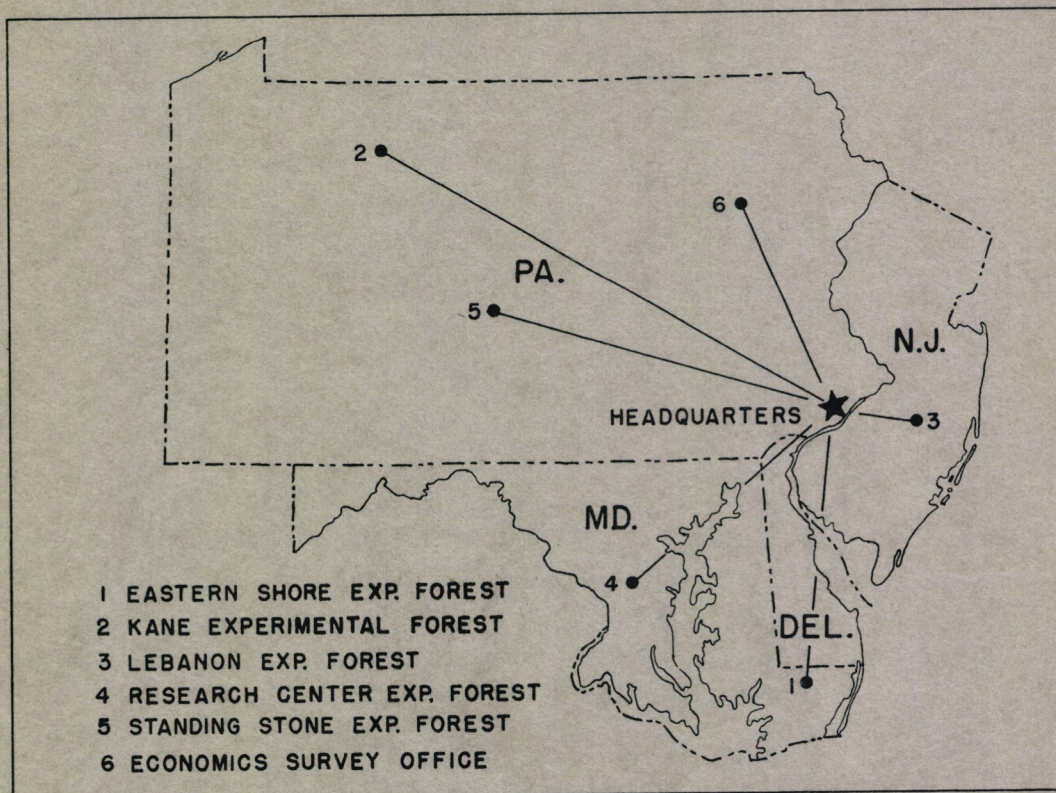 2
6
PA.
5
N.J.
HEADQUARTERS
3
MD.
4
DEL.
1
1 EASTERN SHORE EXP. FOREST
2 KANE EXPERIMENTAL FOREST
3 LEBANON EXP. FOREST
4 RESEARCH CENTER EXP. FOREST
5 STANDING STONE EXP. FOREST
6 ECONOMICS SURVEY OFFICE